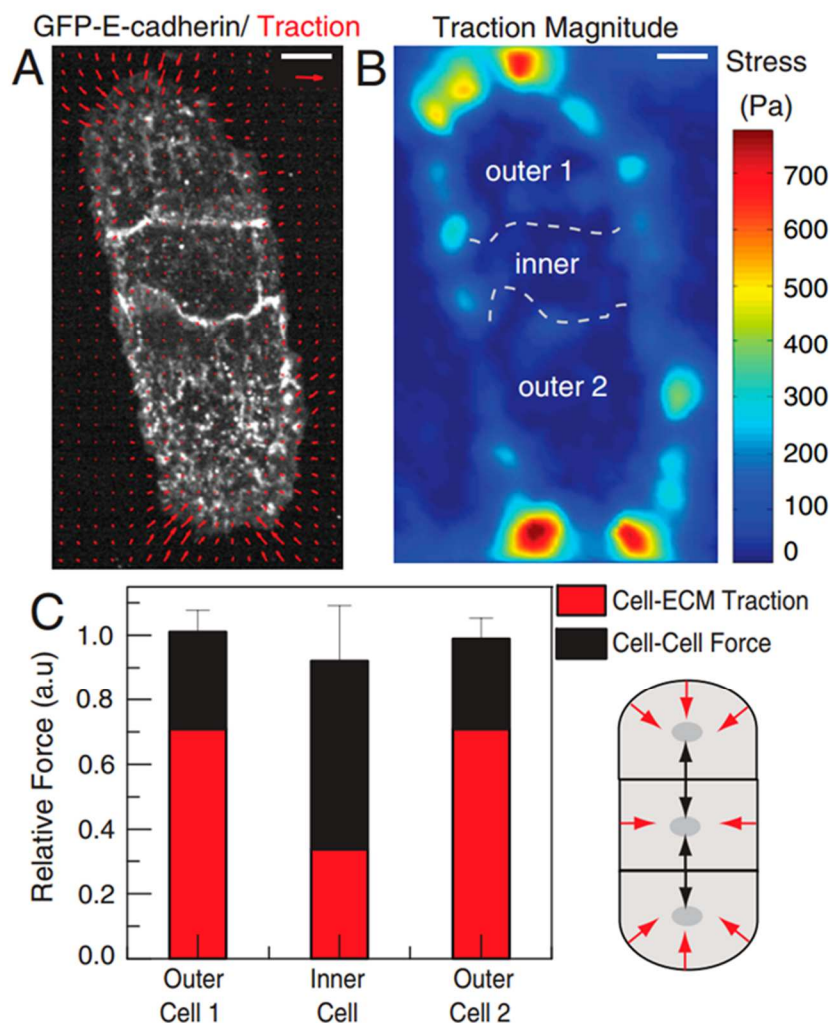 GFP-E-cadherin/ Traction
Traction Magnitude
A
B
Stress
(Pa)
outer 1
inner
outer 2
700
600
500
400
300
200
100
0
C
Cell-ECM Traction
Cell-Cell Force
Relative Force (a.u)
1.0
0.8
0.6
0.4
0.2
0.0
Outer
Cell 1
Inner
Cell
Outer
Cell 2